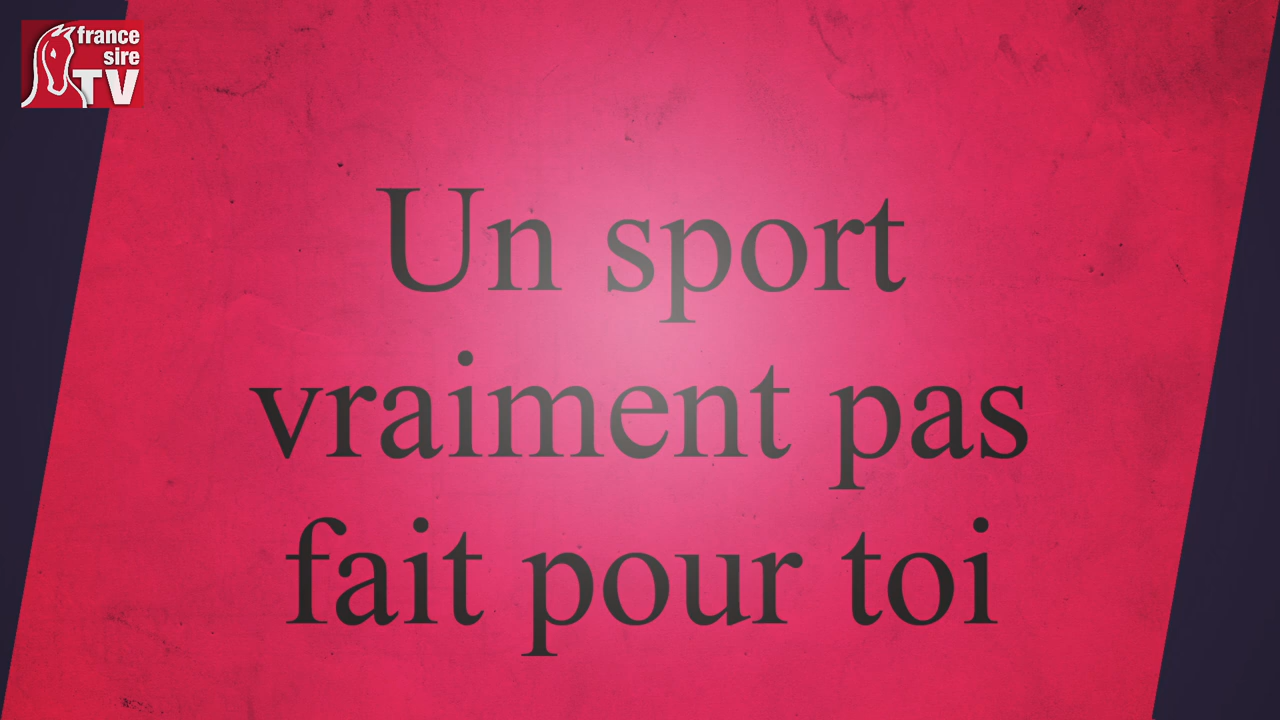 france
sire
TV
Un sport
vraiment pas
fait pour toi